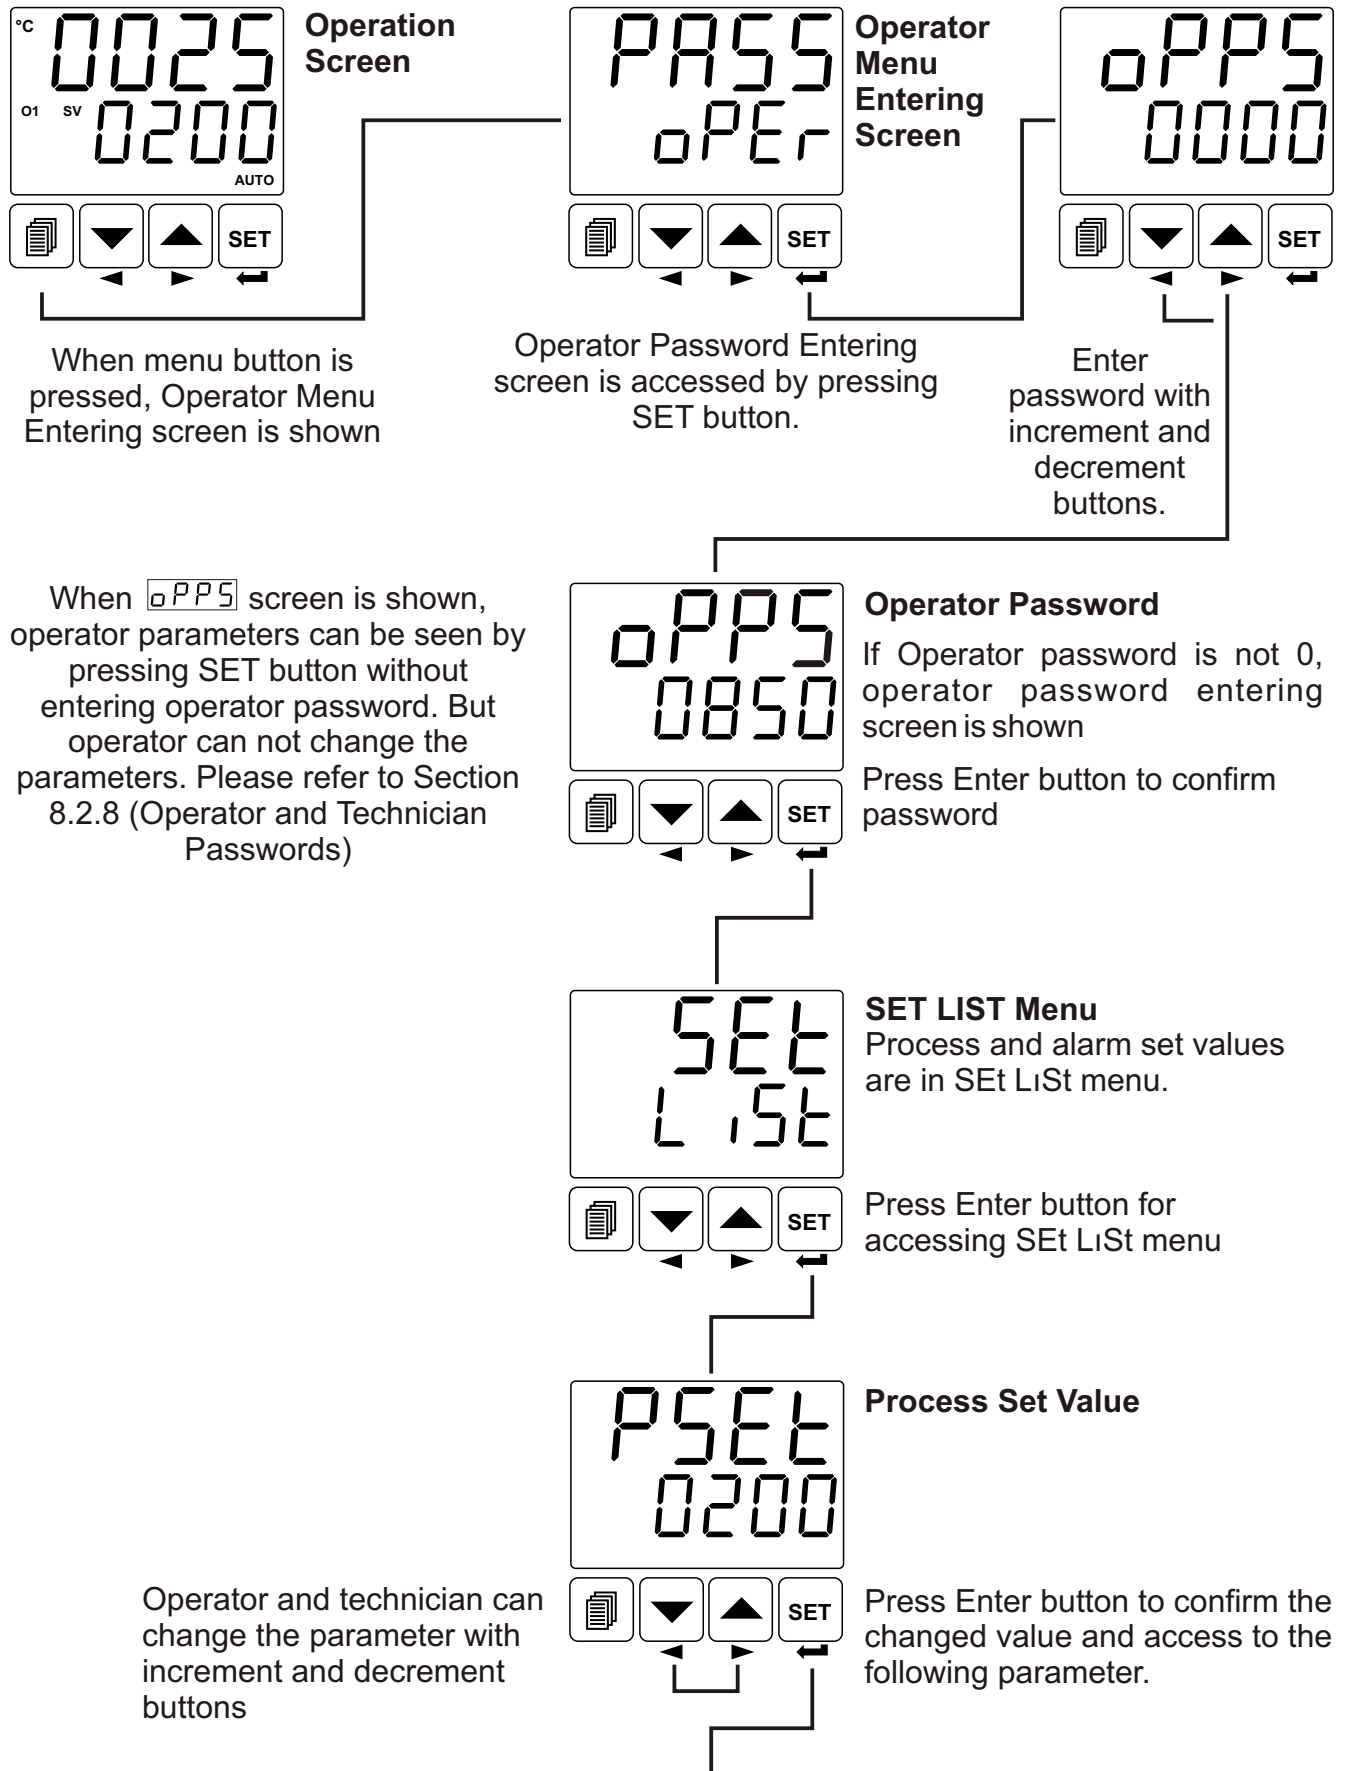 °C 0025
O1 SV 0200
AUTO
SET
Operation
Screen
PASS
oPEr
SET
Operator
Menu
Entering
Screen
oPPS
0000
SET
When menu button is
pressed, Operator Menu
Entering screen is shown
Operator Password Entering
screen is accessed by pressing
SET button.
Enter
password with
increment and
decrement
buttons.
When oPPS screen is shown,
operator parameters can be seen by
pressing SET button without
entering operator password. But
operator can not change the
parameters. Please refer to Section
8.2.8 (Operator and Technician
Passwords)
oPPS
0850
SET
Operator Password
If Operator password is not 0,
operator password entering
screen is shown
Press Enter button to confirm
password
SEt
LiSt
SET
SET LIST Menu
Process and alarm set values
are in SEt LıSt menu.
Press Enter button for
accessing SEt LıSt menu
PSEt
0200
SET
Process Set Value
Operator and technician can
change the parameter with
increment and decrement
buttons
Press Enter button to confirm the
changed value and access to the
following parameter.